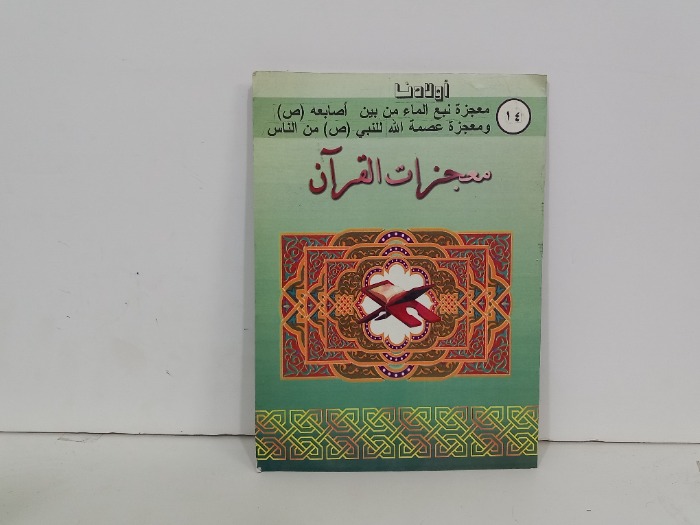 أولادنا
١٤
معجزة نبع الماء من بين أصابعه (ص)
ومعجزة عصمة الله للنبي (ص) من الناس
معجزات القرآن